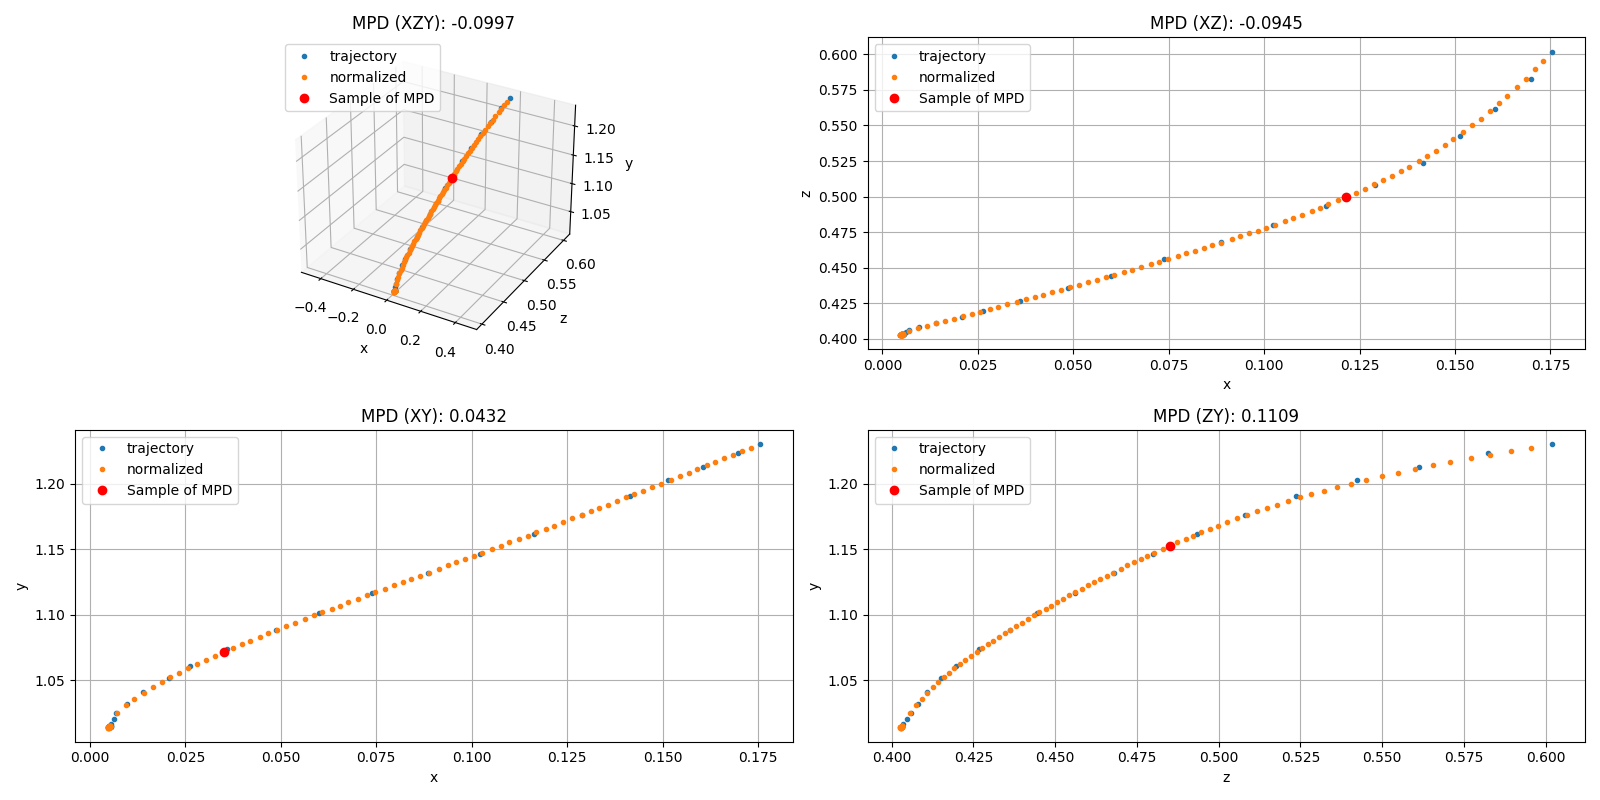 MPD (XZY): -0.0997
trajectory
normalized
Sample of MPD
1.20
1.15
1.10
1.05
y
0.60
0.55
0.50
0.45
0.40
z
−0.4
−0.2
0.0
0.2
0.4
x
MPD (XZ): -0.0945
trajectory
normalized
Sample of MPD
0.600
0.575
0.550
0.525
0.500
0.475
0.450
0.425
0.400
z
0.000 0.025 0.050 0.075 0.100 0.125 0.150 0.175
x
MPD (XY): 0.0432
trajectory
normalized
Sample of MPD
1.20
1.15
1.10
1.05
y
0.000 0.025 0.050 0.075 0.100 0.125 0.150 0.175
x
MPD (ZY): 0.1109
trajectory
normalized
Sample of MPD
1.20
1.15
1.10
1.05
y
0.400 0.425 0.450 0.475 0.500 0.525 0.550 0.575 0.600
z